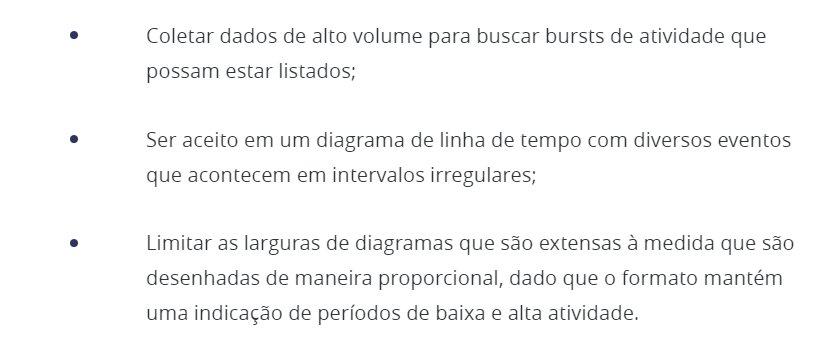 Coletar dados de alto volume para buscar bursts de atividade que
possam estar listados;
Ser aceito em um diagrama de linha de tempo com diversos eventos
que acontecem em intervalos irregulares;
Limitar as larguras de diagramas que são extensas à medida que são
desenhadas de maneira proporcional, dado que o formato mantém
uma indicação de períodos de baixa e alta atividade.